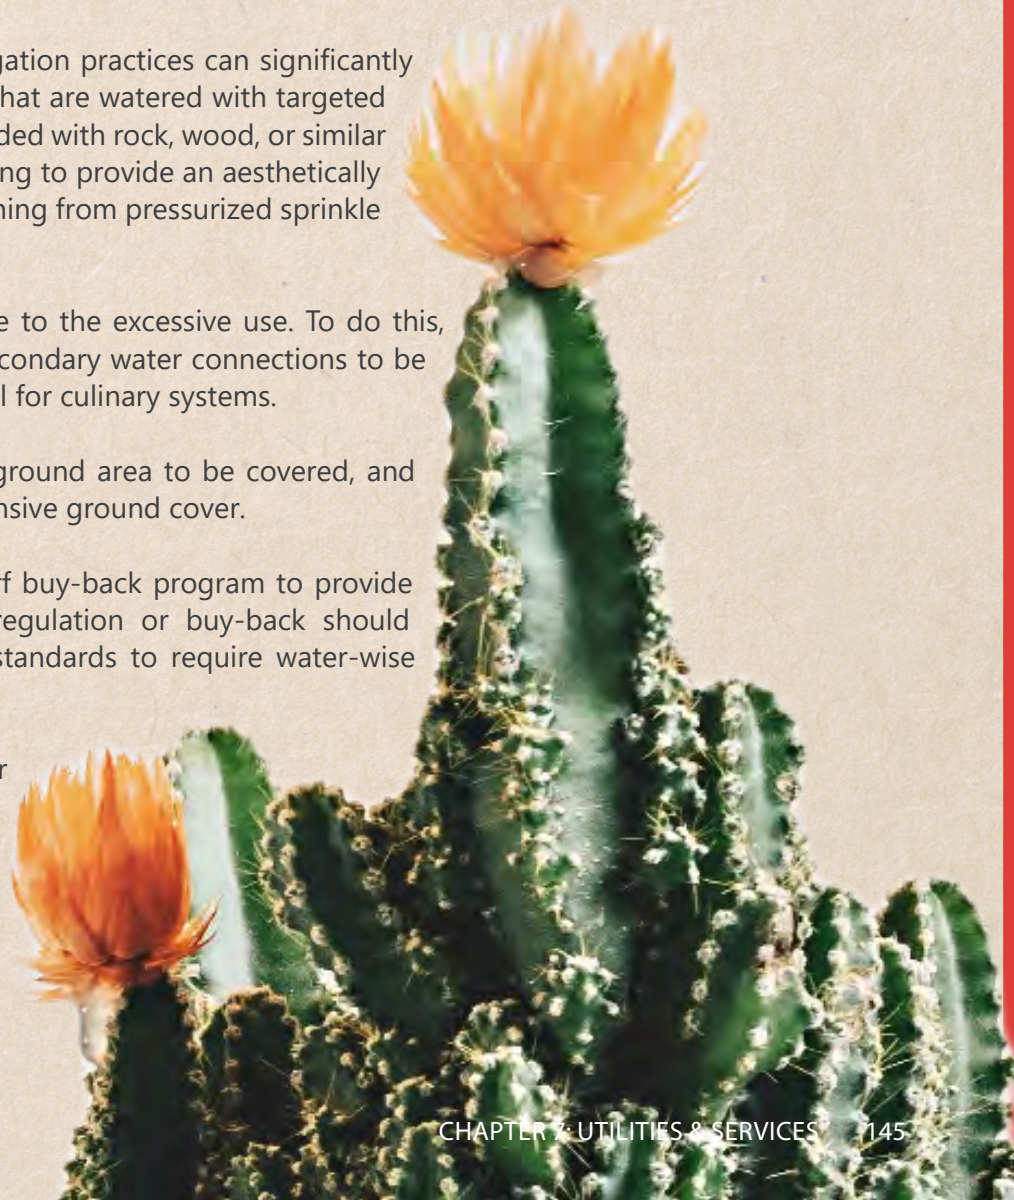 gation practices can significantly
hat are watered with targeted
ded with rock, wood, or similar
ng to provide an aesthetically
ning from pressurized sprinkle
e to the excessive use. To do this,
condary water connections to be
l for culinary systems.
ground area to be covered, and
nsive ground cover.
rf buy-back program to provide
regulation or buy-back should
standards to require water-wise
r
CHAPTER 7: UTILITIES & SERVICES 145